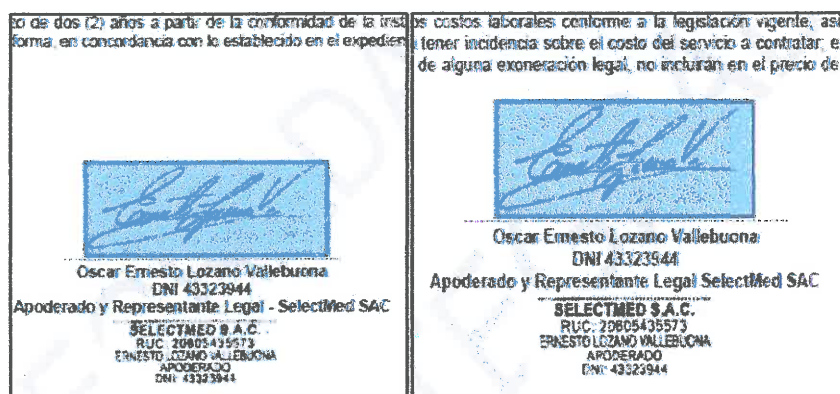 to de dos (2) años a partir de la conformidad de la inst
forma, en concordancia con lo establecido en el expedien
Oscar Ernesto Lozano Vallebuona
DNI 43323944
Apoderado y Representante Legal - SelectMed SAC
SELECTMED S.A.C.
RUC: 20605435573
ERNESTO LOZANO VALLEBUONA
APODERADO
DNI: 43323944
os costos laborales conforme a la legislación vigente, así
tener incidencia sobre el costo del servicio a contratar; e
de alguna exoneración legal, no incluirán en el precio de
Oscar Ernesto Lozano Vallebuona
DNI 43323944
Apoderado y Representante Legal SelectMed SAC
SELECTMED S.A.C.
RUC: 20605435573
ERNESTO LOZANO VALLEBUONA
APODERADO
DNI: 43323944